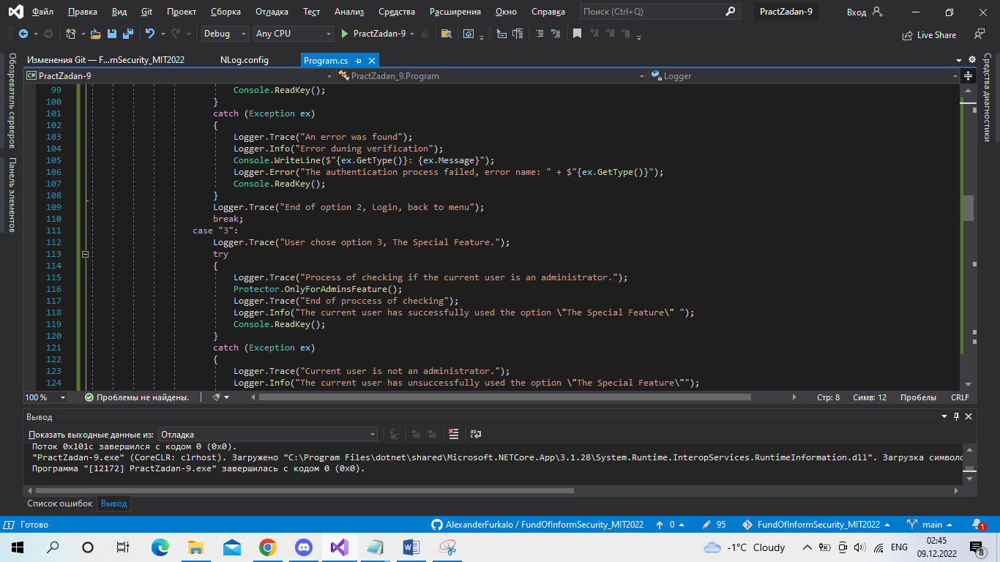 Файл Правка Вид Git Проект Сборка Отладка Тест Анализ Средства Расширения Окно Справка Поиск (Ctrl+Q) PractZadan-9 Вход
Debug Any CPU PractZadan-9 Live Share
Обозреватель серверов
Панель элементов
Изменения Git — F...mSecurity_MIT2022 NLog.config Program.cs
Средства диагностики
C# PractZadan-9 PractZadan_9.Program Logger
99 Console.ReadKey();
100 }
101 catch (Exception ex)
102 {
103 Logger.Trace("An error was found");
104 Logger.Info("Error duning verification");
105 Console.WriteLine($"{ex.GetType()}: {ex.Message}");
106 Logger.Error("The authentication process failed, error name: " + $"{ex.GetType()}");
107 Console.ReadKey();
108 }
109 Logger.Trace("End of option 2, Login, back to menu");
110 break;
111 case "3":
112 Logger.Trace("User chose option 3, The Special Feature.");
113 try
114 {
115 Logger.Trace("Process of checking if the current user is an administrator.");
116 Protector.OnlyForAdminsFeature();
117 Logger.Trace("End of proccess of checking");
118 Logger.Info("The current user has successfully used the option \"The Special Feature\" ");
119 Console.ReadKey();
120 }
121 catch (Exception ex)
122 {
123 Logger.Trace("Current user is not an administrator.");
124 Logger.Info("The current user has unsuccessfully used the option \"The Special Feature\"");
100 % Проблемы не найдены. Стр: 8 Симв: 12 Пробелы CRLF
Вывод
Показать выходные данные из: Отладка
Поток 0x101c завершился с кодом 0 (0x0).
"PractZadan-9.exe" (CoreCLR: clrhost). Загружено "C:\Program Files\dotnet\shared\Microsoft.NETCore.App\3.1.28\System.Runtime.InteropServices.RuntimeInformation.dll". Загрузка символо
Программа "[12172] PractZadan-9.exe" завершилась с кодом 0 (0x0).
Список ошибок Вывод
Готово AlexanderFurkalo / FundOfInformSecurity_MIT2022 0 95 FundOfInformSecurity_MIT2022 main 1
-1°C Cloudy ENG 02:45
09.12.2022 8